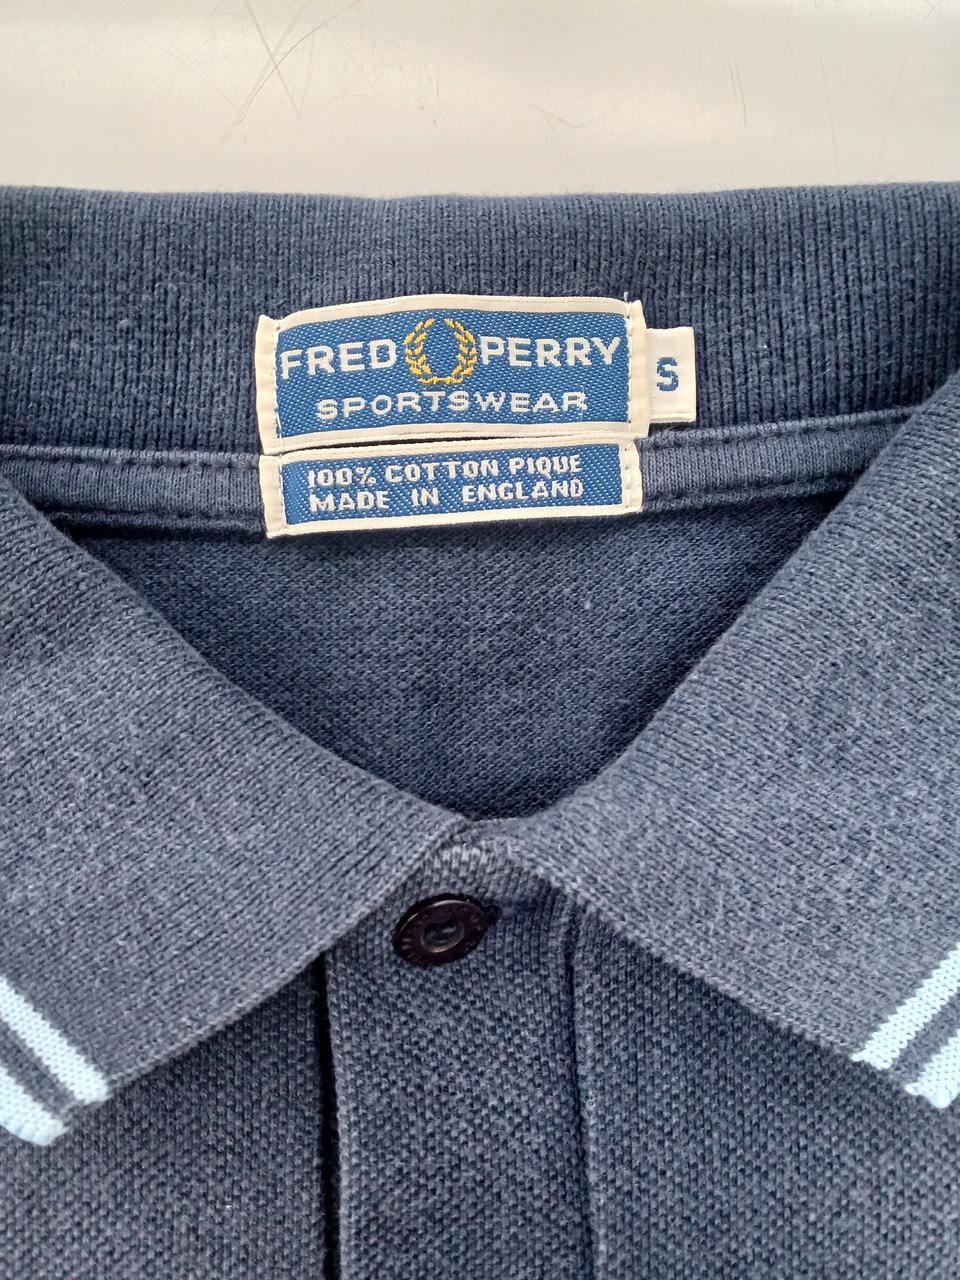 FRED PERRY
SPORTSWEAR
S
100% COTTON PIQUE
MADE IN ENGLAND